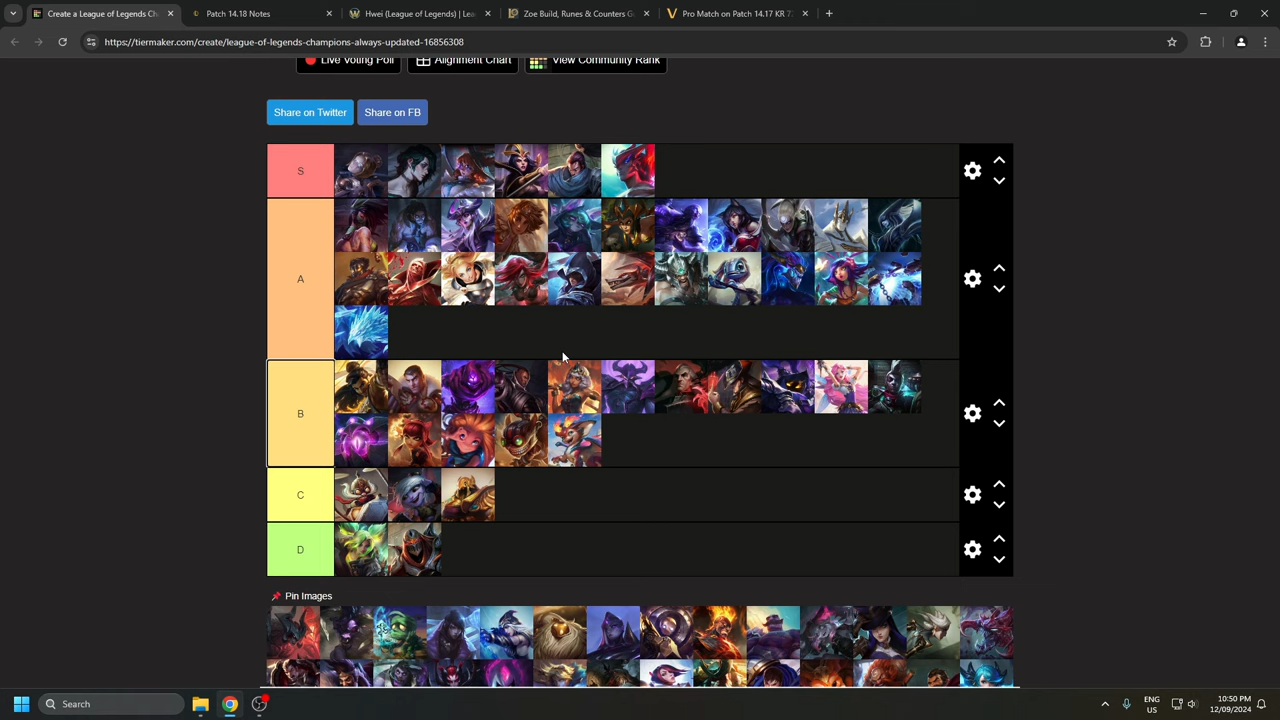 Create a League of Legends Ch
Patch 14.18 Notes
Hwei (League of Legends) | Lea
Zoe Build, Runes & Counters G
Pro Match on Patch 14.17 KR 7
https://tiermaker.com/create/league-of-legends-champions-always-updated-16856308
Live Voting Poll
Alignment Chart
View Community Rank
Share on Twitter
Share on FB
S
A
B
C
D
Pin Images
Search
ENG
US
10:50 PM
12/09/2024